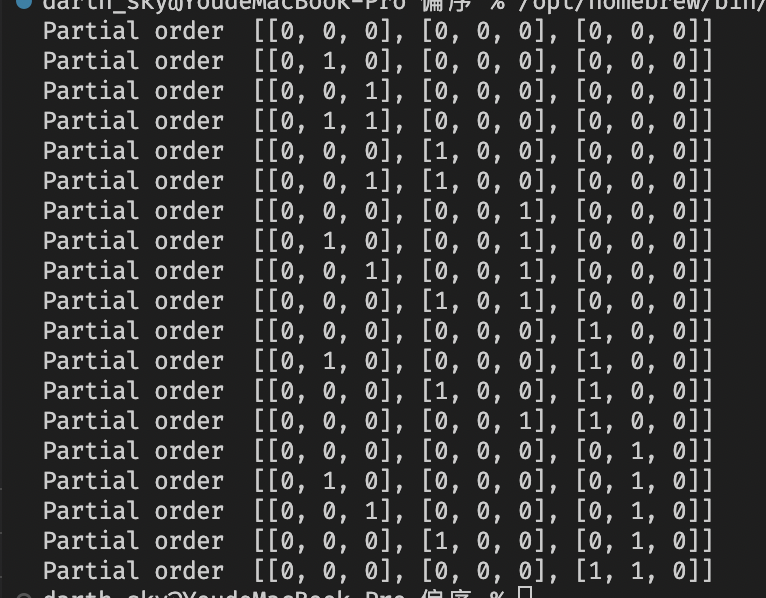 darth_sky@YoudeMacBook-Pro 偏序 % /opt/homebrew/bin/
Partial order [[0, 0, 0], [0, 0, 0], [0, 0, 0]]
Partial order [[0, 1, 0], [0, 0, 0], [0, 0, 0]]
Partial order [[0, 0, 1], [0, 0, 0], [0, 0, 0]]
Partial order [[0, 1, 1], [0, 0, 0], [0, 0, 0]]
Partial order [[0, 0, 0], [1, 0, 0], [0, 0, 0]]
Partial order [[0, 0, 1], [1, 0, 0], [0, 0, 0]]
Partial order [[0, 0, 0], [0, 0, 1], [0, 0, 0]]
Partial order [[0, 1, 0], [0, 0, 1], [0, 0, 0]]
Partial order [[0, 0, 1], [0, 0, 1], [0, 0, 0]]
Partial order [[0, 0, 0], [1, 0, 1], [0, 0, 0]]
Partial order [[0, 0, 0], [0, 0, 0], [1, 0, 0]]
Partial order [[0, 1, 0], [0, 0, 0], [1, 0, 0]]
Partial order [[0, 0, 0], [1, 0, 0], [1, 0, 0]]
Partial order [[0, 0, 0], [0, 0, 1], [1, 0, 0]]
Partial order [[0, 0, 0], [0, 0, 0], [0, 1, 0]]
Partial order [[0, 1, 0], [0, 0, 0], [0, 1, 0]]
Partial order [[0, 0, 1], [0, 0, 0], [0, 1, 0]]
Partial order [[0, 0, 0], [1, 0, 0], [0, 1, 0]]
Partial order [[0, 0, 0], [0, 0, 0], [1, 1, 0]]
darth_sky@YoudeMacBook-Pro 偏序 %